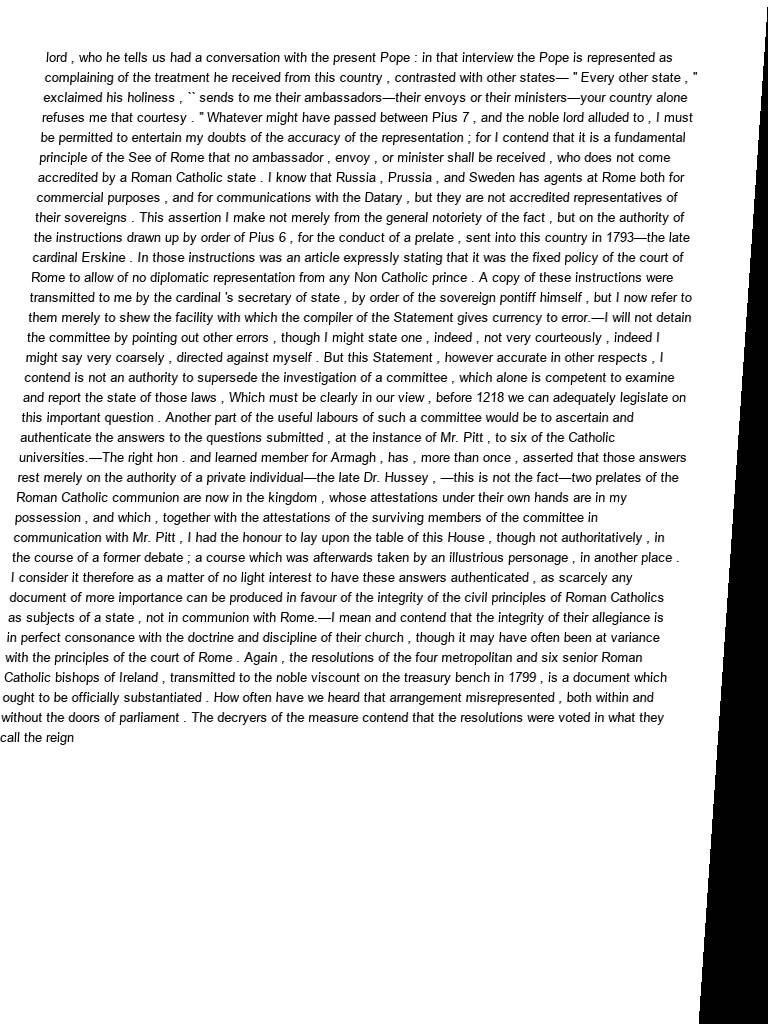 lord , who he tells us had a conversation with the present Pope : in that interview the Pope is represented as
complaining of the treatment he received from this country , contrasted with other states— " Every other state , "
exclaimed his holiness , `` sends to me their ambassadors—their envoys or their ministers—your country alone
refuses me that courtesy . " Whatever might have passed between Pius 7 , and the noble lord alluded to , I must
be permitted to entertain my doubts of the accuracy of the representation ; for I contend that it is a fundamental
principle of the See of Rome that no ambassador , envoy , or minister shall be received , who does not come
accredited by a Roman Catholic state . I know that Russia , Prussia , and Sweden has agents at Rome both for
commercial purposes , and for communications with the Datary , but they are not accredited representatives of
their sovereigns . This assertion I make not merely from the general notoriety of the fact , but on the authority of
the instructions drawn up by order of Pius 6 , for the conduct of a prelate , sent into this country in 1793—the late
cardinal Erskine . In those instructions was an article expressly stating that it was the fixed policy of the court of
Rome to allow of no diplomatic representation from any Non Catholic prince . A copy of these instructions were
transmitted to me by the cardinal 's secretary of state , by order of the sovereign pontiff himself , but I now refer to
them merely to shew the facility with which the compiler of the Statement gives currency to error.—I will not detain
the committee by pointing out other errors , though I might state one , indeed , not very courteously , indeed I
might say very coarsely , directed against myself . But this Statement , however accurate in other respects , I
contend is not an authority to supersede the investigation of a committee , which alone is competent to examine
and report the state of those laws , Which must be clearly in our view , before 1218 we can adequately legislate on
this important question . Another part of the useful labours of such a committee would be to ascertain and
authenticate the answers to the questions submitted , at the instance of Mr. Pitt , to six of the Catholic
universities.—The right hon . and learned member for Armagh , has , more than once , asserted that those answers
rest merely on the authority of a private individual—the late Dr. Hussey , —this is not the fact—two prelates of the
Roman Catholic communion are now in the kingdom , whose attestations under their own hands are in my
possession , and which , together with the attestations of the surviving members of the committee in
communication with Mr. Pitt , I had the honour to lay upon the table of this House , though not authoritatively , in
the course of a former debate ; a course which was afterwards taken by an illustrious personage , in another place .
I consider it therefore as a matter of no light interest to have these answers authenticated , as scarcely any
document of more importance can be produced in favour of the integrity of the civil principles of Roman Catholics
as subjects of a state , not in communion with Rome.—I mean and contend that the integrity of their allegiance is
in perfect consonance with the doctrine and discipline of their church , though it may have often been at variance
with the principles of the court of Rome . Again , the resolutions of the four metropolitan and six senior Roman
Catholic bishops of Ireland , transmitted to the noble viscount on the treasury bench in 1799 , is a document which
ought to be officially substantiated . How often have we heard that arrangement misrepresented , both within and
without the doors of parliament . The decryers of the measure contend that the resolutions were voted in what they
call the reign